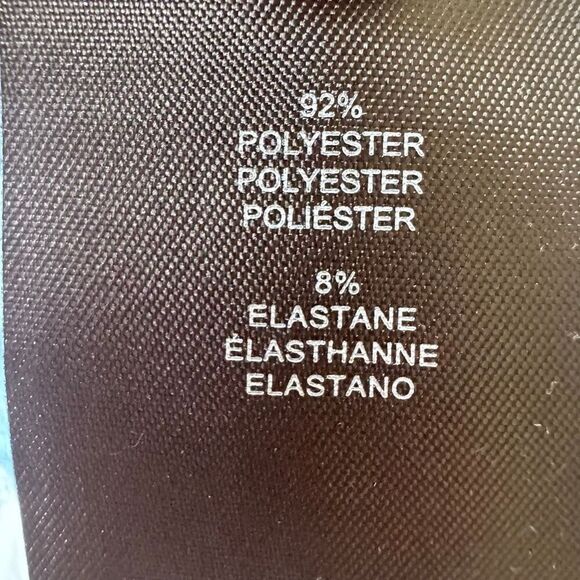 92%
POLYESTER
POLYESTER
POLIÉSTER
8%
ELASTANE
ÉLASTHANNE
ELASTANO